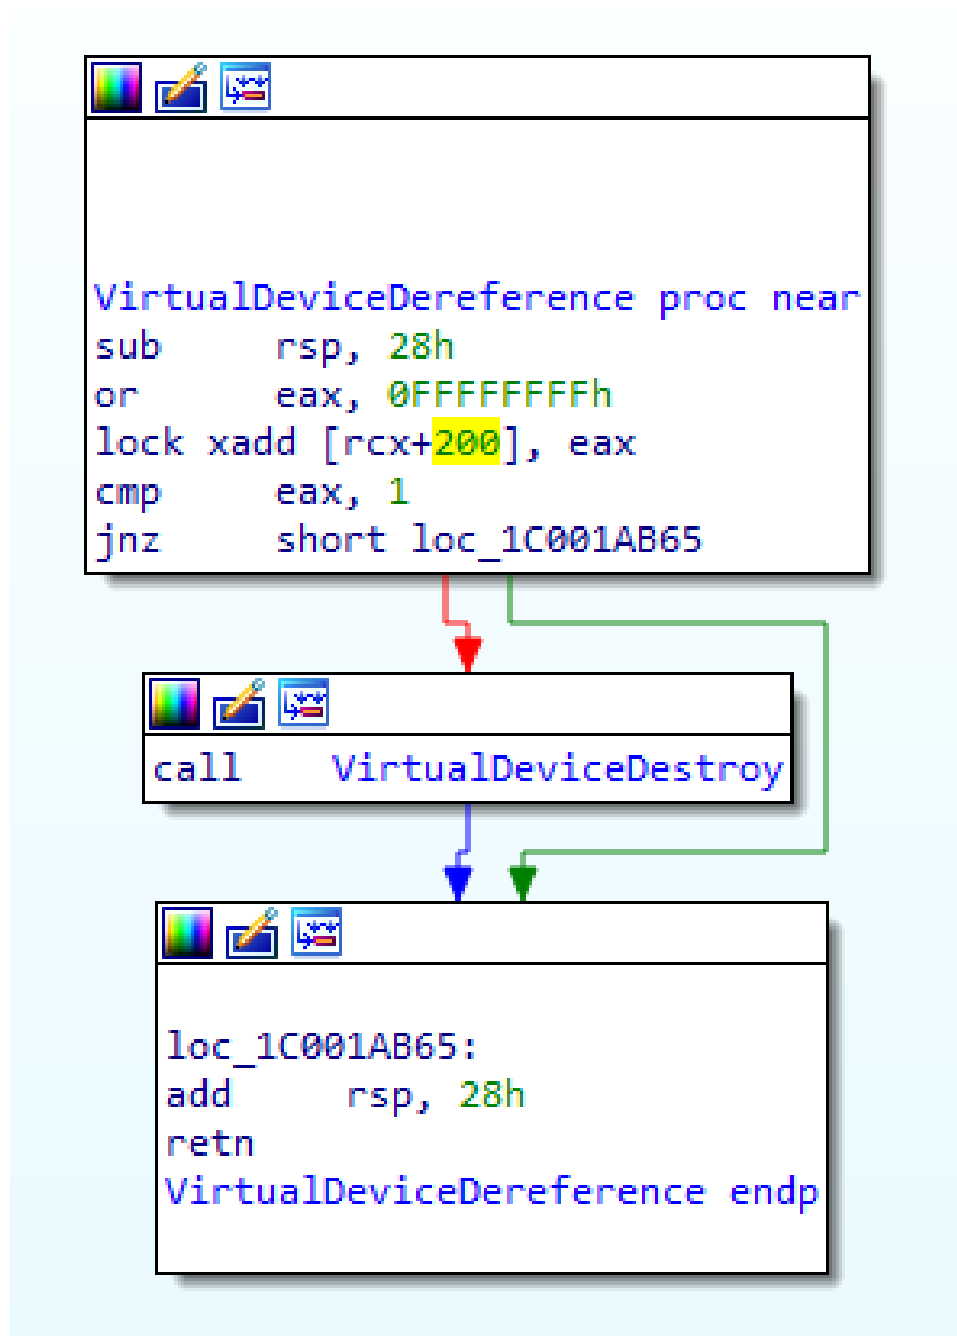 VirtualDeviceDereference proc near
sub rsp, 28h
or eax, 0FFFFFFFFh
lock xadd [rcx+200], eax
cmp eax, 1
jnz short loc_1C001AB65
call VirtualDeviceDestroy
loc_1C001AB65:
add rsp, 28h
retn
VirtualDeviceDereference endp